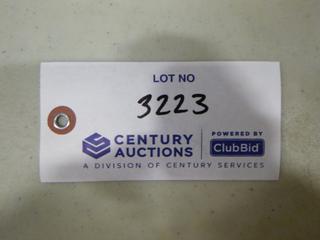 LOT NO
3223
CENTURY AUCTIONS
POWERED BY
ClubBid
A DIVISION OF CENTURY SERVICES